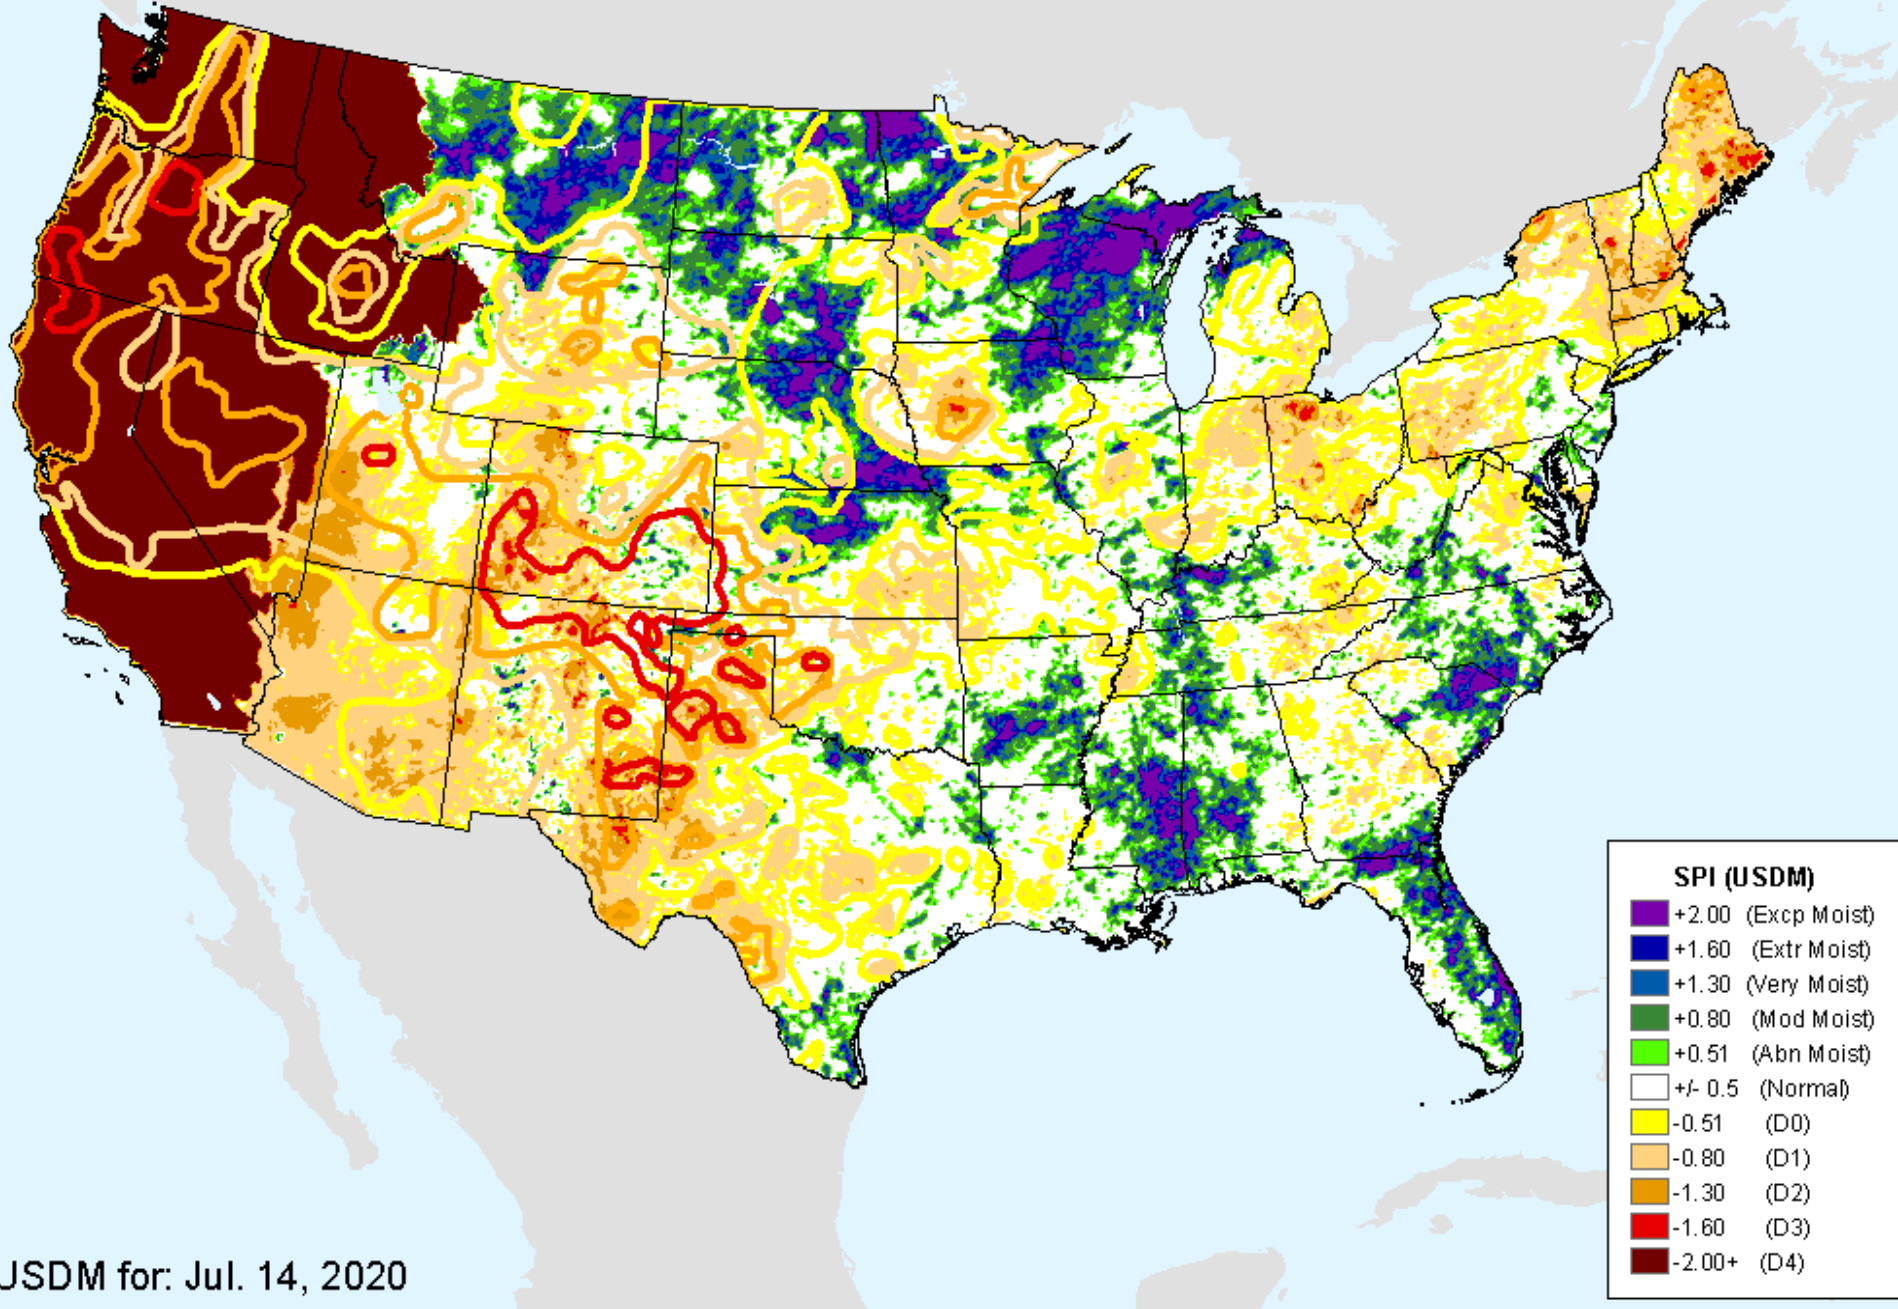 SPI (USDM)
+2.00 (Excp Moist)
+1.60 (Extr Moist)
+1.30 (Very Moist)
+0.80 (Mod Moist)
+0.51 (Abn Moist)
+/- 0.5 (Normal)
-0.51 (D0)
-0.80 (D1)
-1.30 (D2)
-1.60 (D3)
-2.00+ (D4)
USDM for: Jul. 14, 2020